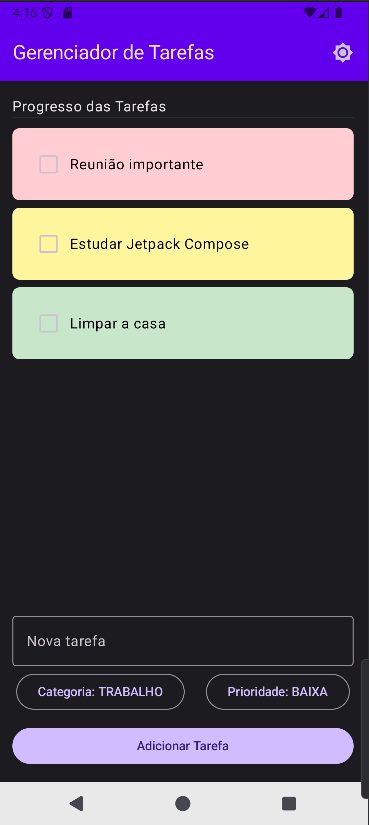 4:16
Gerenciador de Tarefas
Progresso das Tarefas
Reunião importante
Estudar Jetpack Compose
Limpar a casa
Nova tarefa
Categoria: TRABALHO
Prioridade: BAIXA
Adicionar Tarefa